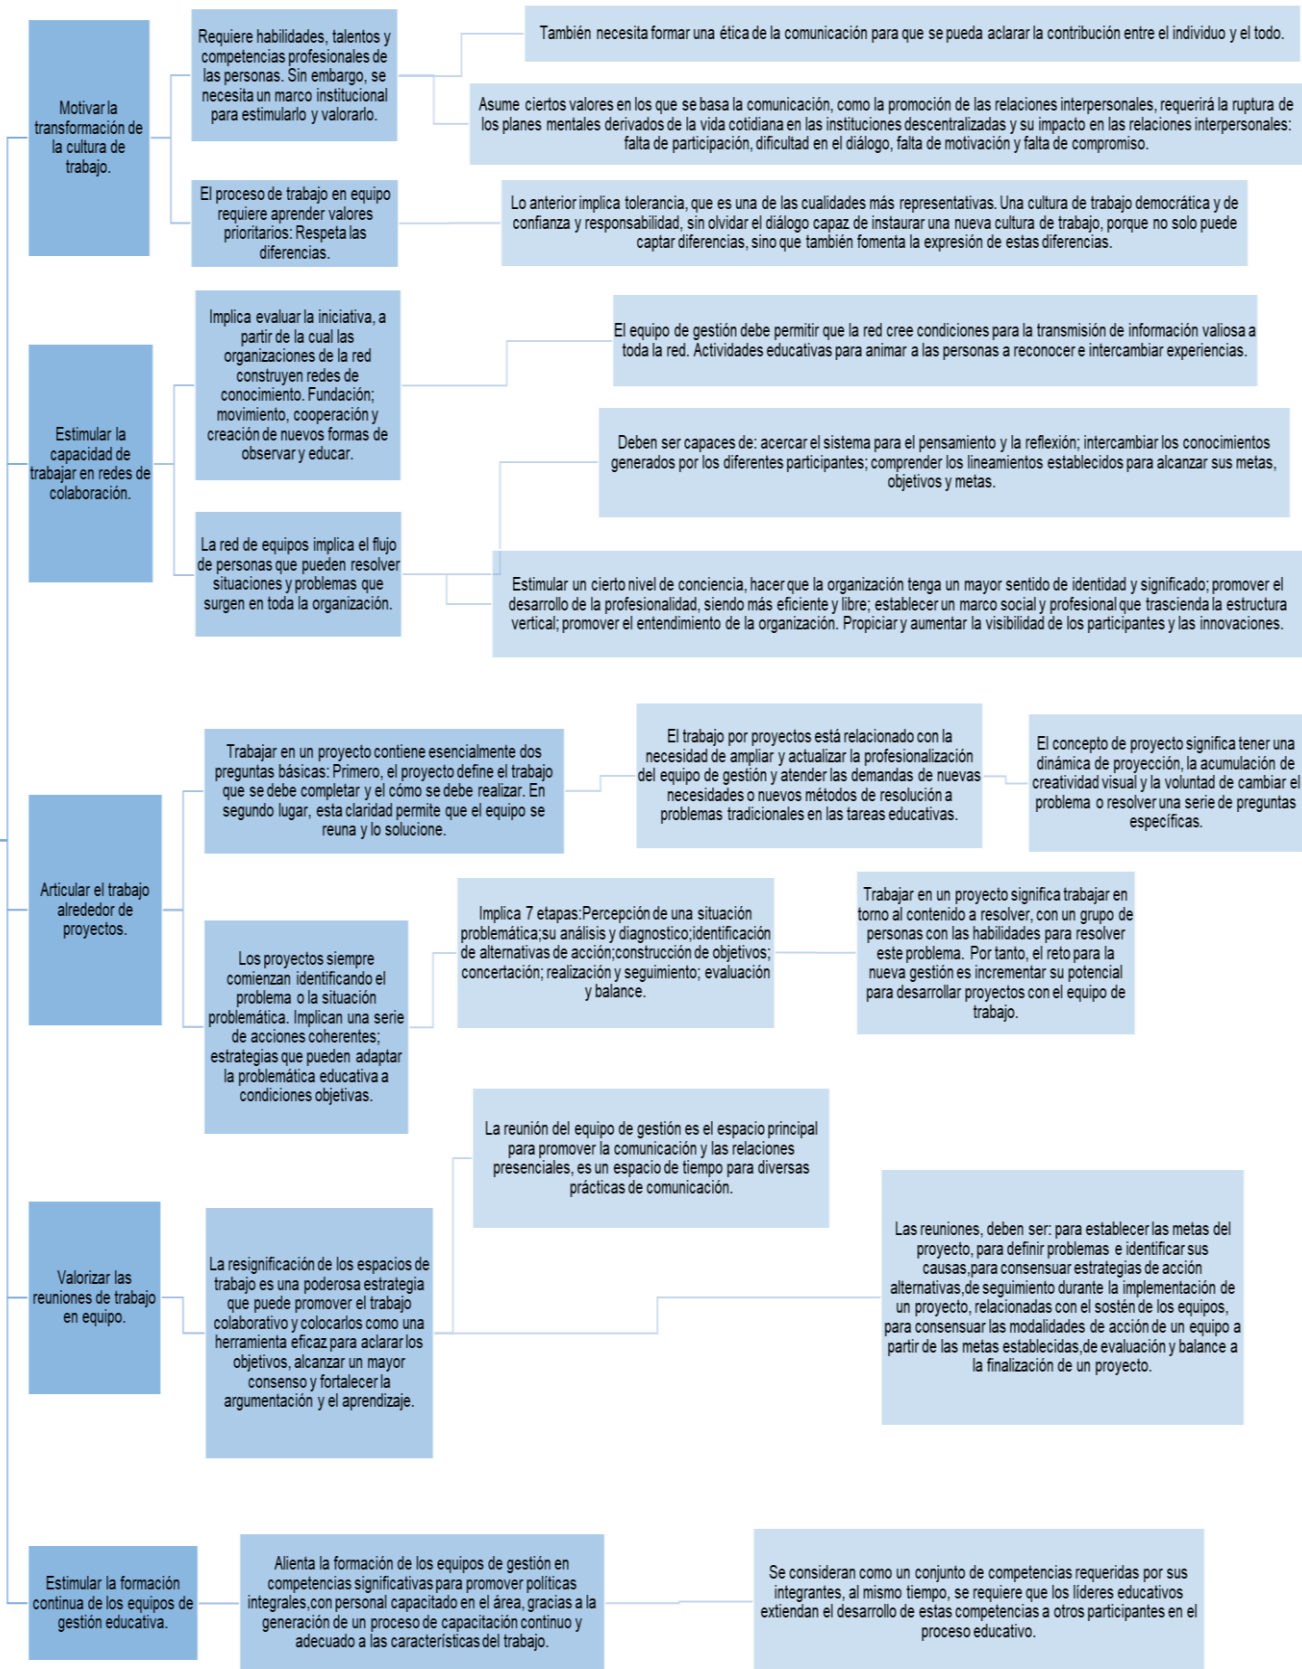 Motivar la
transformación de
la cultura de
trabajo.
Requiere habilidades, talentos y
competencias profesionales de
las personas. Sin embargo, se
necesita un marco institucional
para estimularlo y valorarlo.
También necesita formar una ética de la comunicación para que se pueda aclarar la contribución entre el individuo y el todo.
Asume ciertos valores en los que se basa la comunicación, como la promoción de las relaciones interpersonales, requerirá la ruptura de
los planes mentales derivados de la vida cotidiana en las instituciones descentralizadas y su impacto en las relaciones interpersonales:
falta de participación, dificultad en el diálogo, falta de motivación y falta de compromiso.
El proceso de trabajo en equipo
requiere aprender valores
prioritarios: Respeta las
diferencias.
Lo anterior implica tolerancia, que es una de las cualidades más representativas. Una cultura de trabajo democrática y de
confianza y responsabilidad, sin olvidar el diálogo capaz de instaurar una nueva cultura de trabajo, porque no solo puede
captar diferencias, sino que también fomenta la expresión de estas diferencias.
Estimular la
capacidad de
trabajar en redes de
colaboración.
Implica evaluar la iniciativa, a
partir de la cual las
organizaciones de la red
construyen redes de
conocimiento. Fundación;
movimiento, cooperación y
creación de nuevos formas de
observar y educar.
El equipo de gestión debe permitir que la red cree condiciones para la transmisión de información valiosa a
toda la red. Actividades educativas para animar a las personas a reconocer e intercambiar experiencias.
La red de equipos implica el flujo
de personas que pueden resolver
situaciones y problemas que
surgen en toda la organización.
Deben ser capaces de: acercar el sistema para el pensamiento y la reflexión; intercambiar los conocimientos
generados por los diferentes participantes; comprender los lineamientos establecidos para alcanzar sus metas,
objetivos y metas.
Estimular un cierto nivel de conciencia, hacer que la organización tenga un mayor sentido de identidad y significado; promover el
desarrollo de la profesionalidad, siendo más eficiente y libre; establecer un marco social y profesional que trascienda la estructura
vertical; promover el entendimiento de la organización. Propiciar y aumentar la visibilidad de los participantes y las innovaciones.
Articular el trabajo
alrededor de
proyectos.
Trabajar en un proyecto contiene esencialmente dos
preguntas básicas: Primero, el proyecto define el trabajo
que se debe completar y el cómo se debe realizar. En
segundo lugar, esta claridad permite que el equipo se
reuna y lo solucione.
El trabajo por proyectos está relacionado con la
necesidad de ampliar y actualizar la profesionalización
del equipo de gestión y atender las demandas de nuevas
necesidades o nuevos métodos de resolución a
problemas tradicionales en las tareas educativas.
El concepto de proyecto significa tener una
dinámica de proyección, la acumulación de
creatividad visual y la voluntad de cambiar el
problema o resolver una serie de preguntas
específicas.
Los proyectos siempre
comienzan identificando el
problema o la situación
problemática. Implican una serie
de acciones coherentes;
estrategias que pueden adaptar
la problemática educativa a
condiciones objetivas.
Implica 7 etapas:Percepción de una situación
problemática;su análisis y diagnostico;identificación
de alternativas de acción;construcción de objetivos;
concertación; realización y seguimiento; evaluación
y balance.
Trabajar en un proyecto significa trabajar en
torno al contenido a resolver, con un grupo de
personas con las habilidades para resolver
este problema. Por tanto, el reto para la
nueva gestión es incrementar su potencial
para desarrollar proyectos con el equipo de
trabajo.
Valorizar las
reuniones de trabajo
en equipo.
La resignificación de los espacios de
trabajo es una poderosa estrategia
que puede promover el trabajo
colaborativo y colocarlos como una
herramienta eficaz para aclarar los
objetivos, alcanzar un mayor
consenso y fortalecer la
argumentación y el aprendizaje.
La reunión del equipo de gestión es el espacio principal
para promover la comunicación y las relaciones
presenciales, es un espacio de tiempo para diversas
prácticas de comunicación.
Las reuniones, deben ser: para establecer las metas del
proyecto, para definir problemas e identificar sus
causas,para consensuar estrategias de acción
alternativas,de seguimiento durante la implementación de
un proyecto, relacionadas con el sostén de los equipos,
para consensuar las modalidades de acción de un equipo a
partir de las metas establecidas,de evaluación y balance a
la finalización de un proyecto.
Estimular la formación
continua de los equipos de
gestión educativa.
Alienta la formación de los equipos de gestión en
competencias significativas para promover políticas
integrales,con personal capacitado en el área, gracias a la
generación de un proceso de capacitación continuo y
adecuado a las características del trabajo.
Se consideran como un conjunto de competencias requeridas por sus
integrantes, al mismo tiempo, se requiere que los líderes educativos
extiendan el desarrollo de estas competencias a otros participantes en el
proceso educativo.